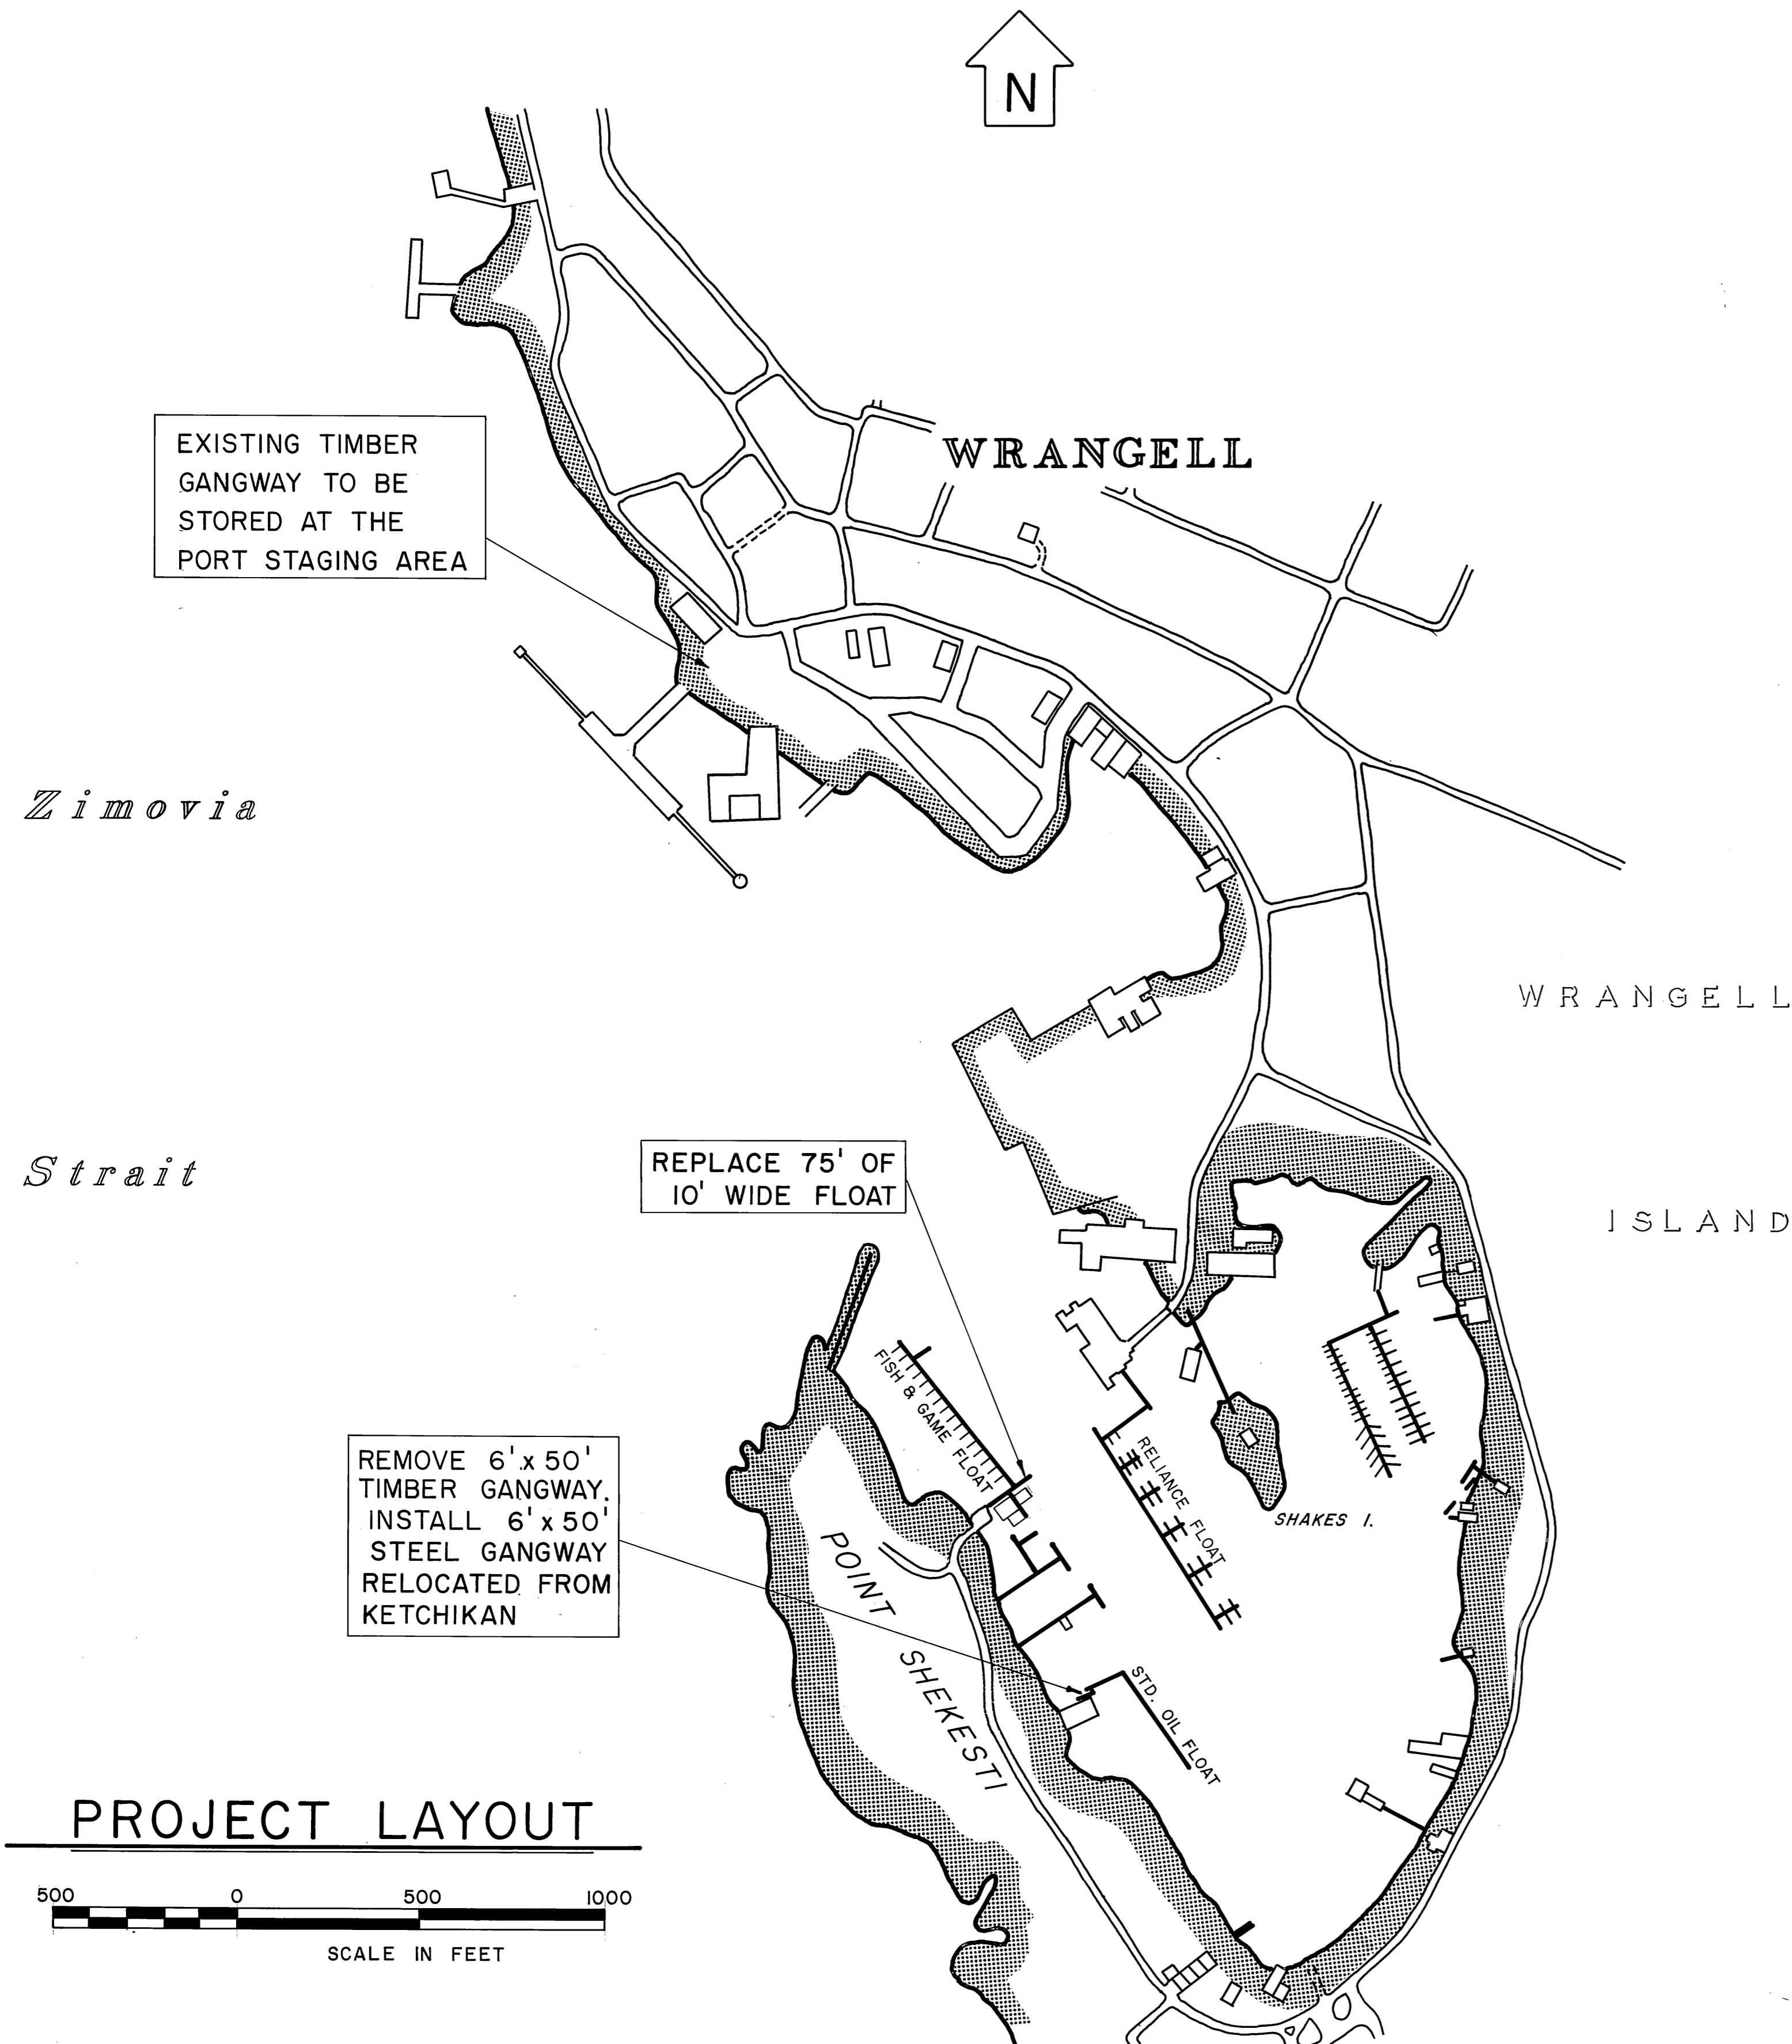 N
WRANGELL
EXISTING TIMBER
GANGWAY TO BE
STORED AT THE
PORT STAGING AREA
Zimovia
WRANGELL
Strait
ISLAND
REPLACE 75' OF
10' WIDE FLOAT
FISH & GAME FLOAT
RELIANCE FLOAT
SHAKES I.
REMOVE 6' x 50'
TIMBER GANGWAY.
INSTALL 6' x 50'
STEEL GANGWAY
RELOCATED FROM
KETCHIKAN
POINT SHEKESTI
STD. OIL FLOAT
PROJECT LAYOUT
500 0 500 1000
SCALE IN FEET